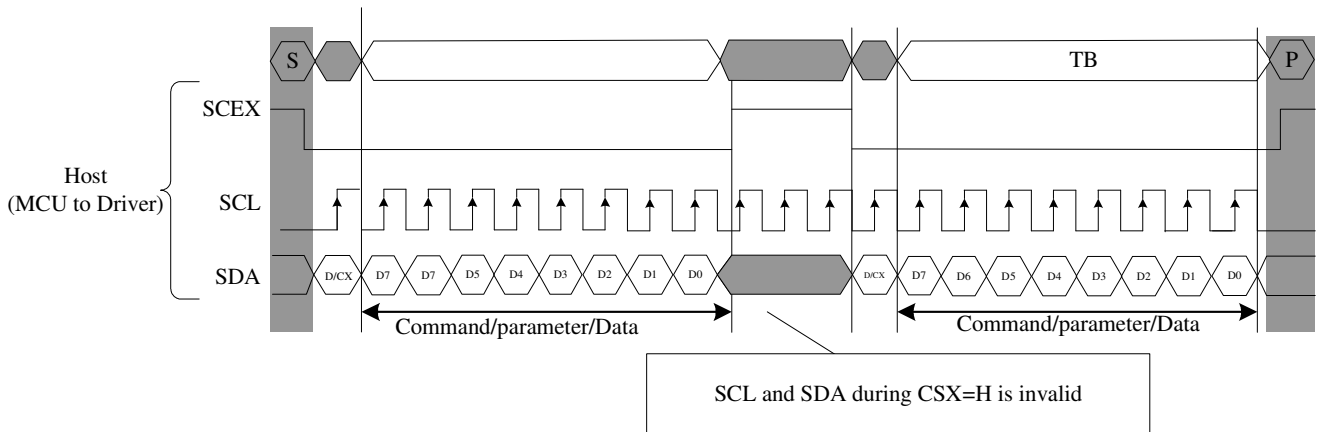 S
TB
P
SCEX
Host
(MCU to Driver)
SCL
SDA
D/CX D7 D7 D5 D4 D3 D2 D1 D0 D/CX D7 D6 D5 D4 D3 D2 D1 D0
Command/parameter/Data
Command/parameter/Data
SCL and SDA during CSX=H is invalid